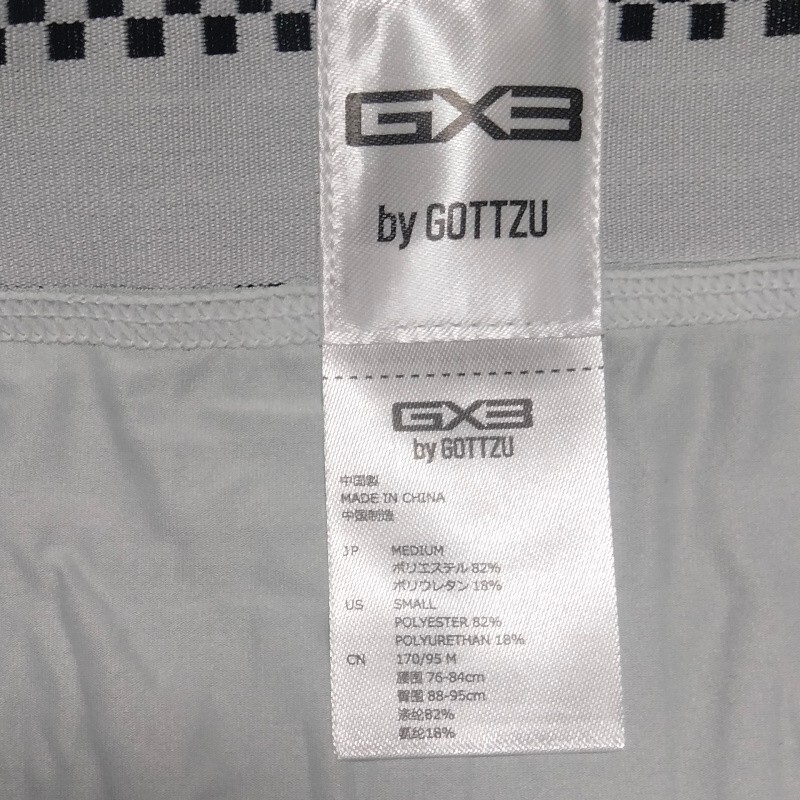 GX3
by GOTTZU
GX3
by GOTTZU
中国製
MADE IN CHINA
中国制造
JP MEDIUM
ポリエステル 82%
ポリウレタン 18%
US SMALL
POLYESTER 82%
POLYURETHAN 18%
CN 170/95 M
腰围 76-84cm
臀围 88-95cm
涤纶82%
氨纶18%